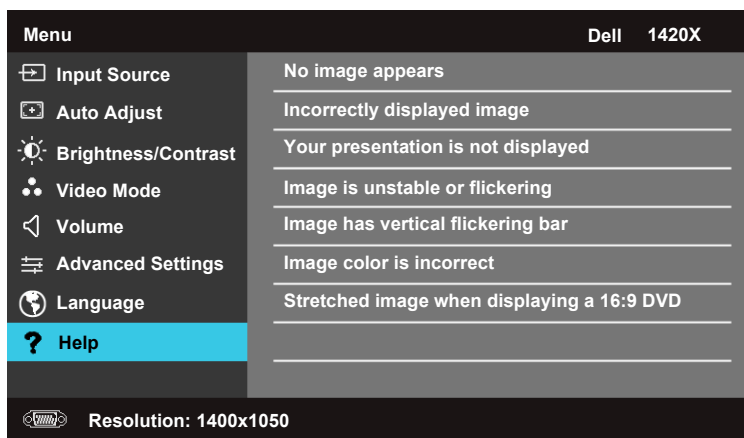 Menu Dell 1420X
Input Source
Auto Adjust
Brightness/Contrast
Video Mode
Volume
Advanced Settings
Language
? Help
No image appears
Incorrectly displayed image
Your presentation is not displayed
Image is unstable or flickering
Image has vertical flickering bar
Image color is incorrect
Stretched image when displaying a 16:9 DVD
Resolution: 1400x1050